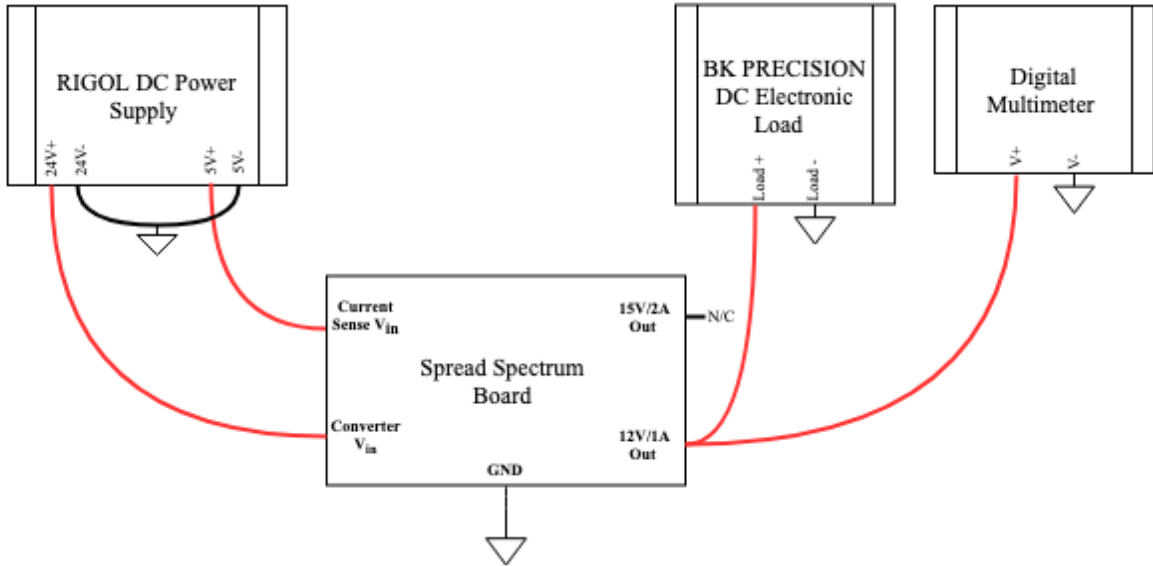 RIGOL DC Power
Supply
24V+
24V-
5V+
5V-
BK PRECISION
DC Electronic
Load
Load +
Load -
Digital
Multimeter
V+
V-
Current
Sense Vin
15V/2A
Out
N/C
Spread Spectrum
Board
Converter
Vin
12V/1A
Out
GND